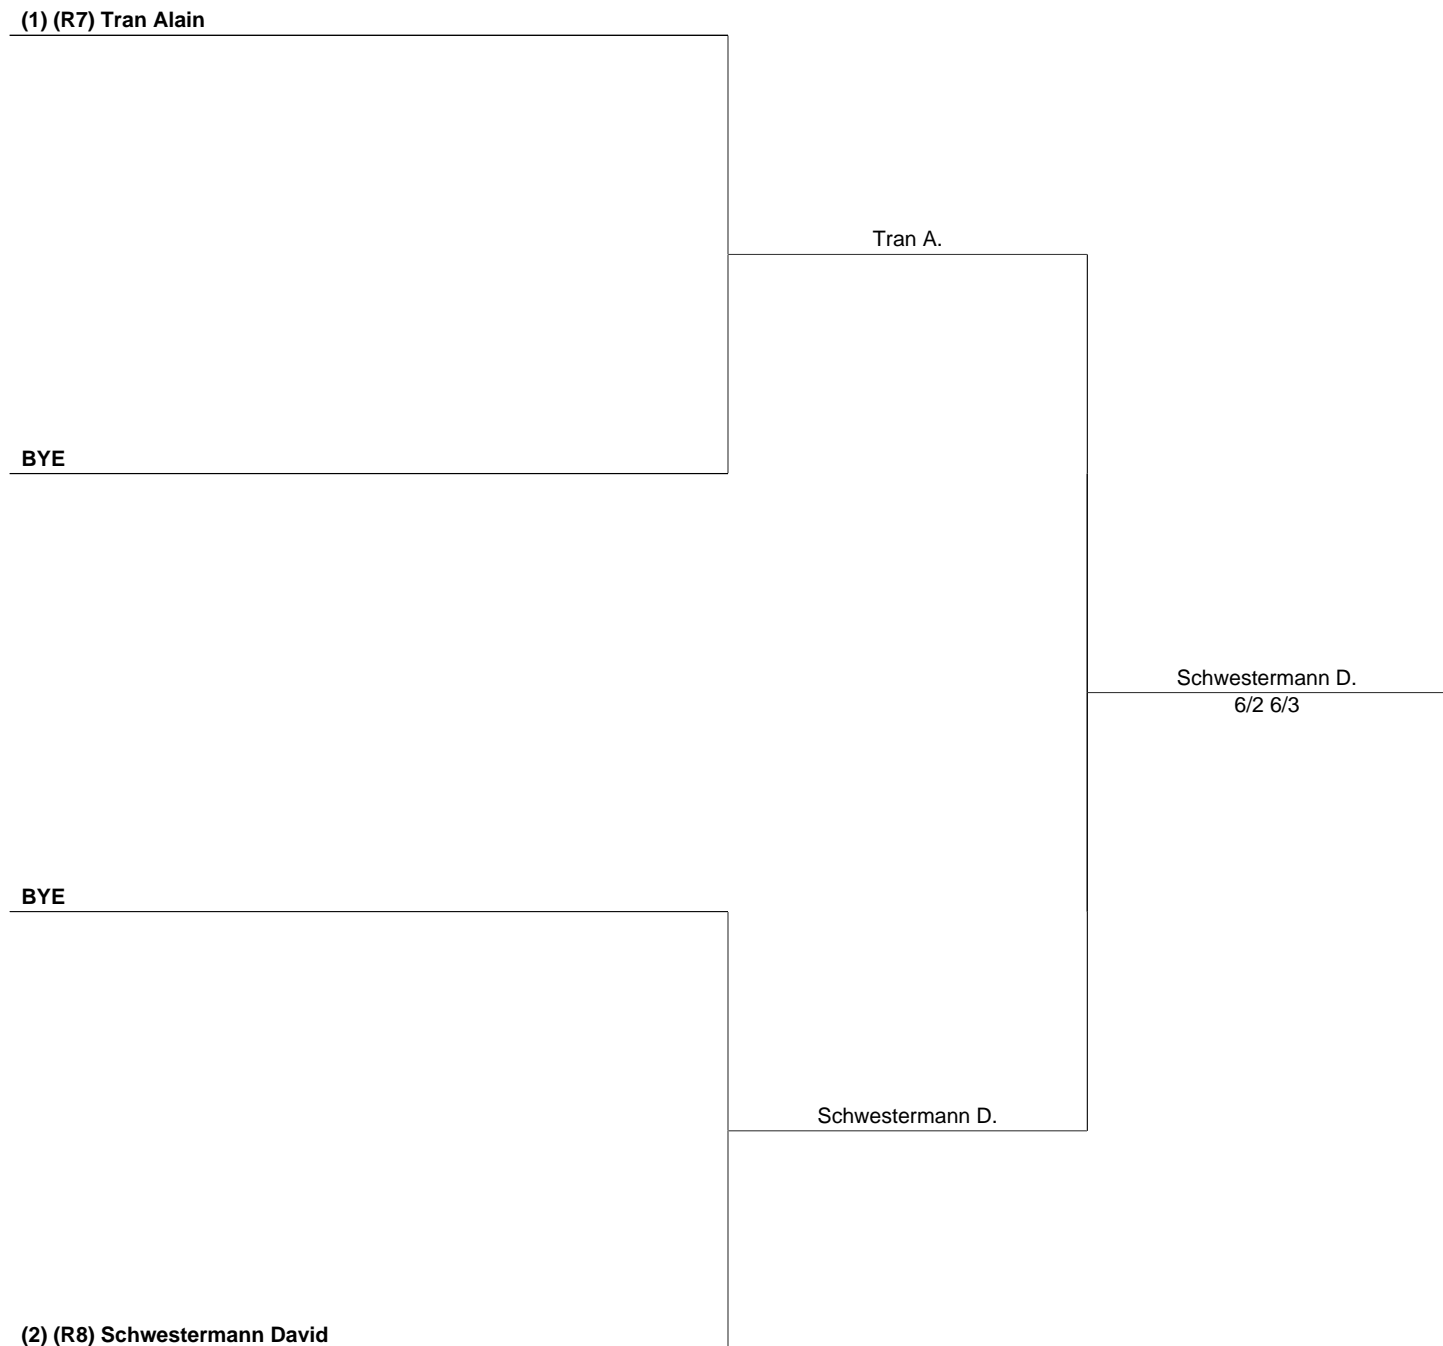 (1) (R7) Tran Alain
Tran A.
BYE
Schwestermann D.
6/2 6/3
BYE
Schwestermann D.
(2) (R8) Schwestermann David